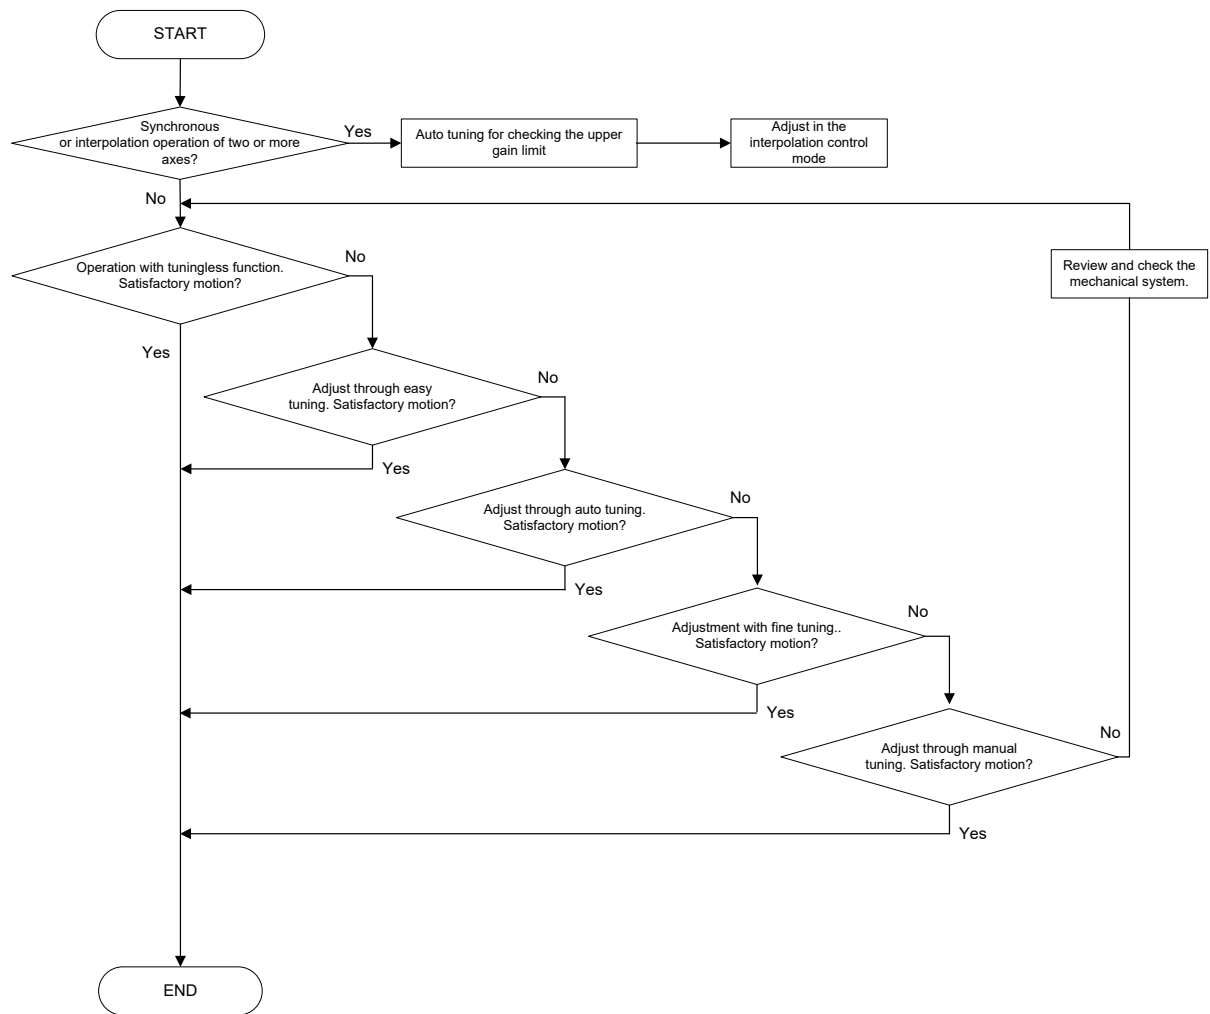 START
Synchronous
or interpolation operation of two or more
axes?
Yes
Auto tuning for checking the upper
gain limit
Adjust in the
interpolation control
mode
No
Operation with tuningless function.
Satisfactory motion?
No
Review and check the
mechanical system.
Yes
Adjust through easy
tuning. Satisfactory motion?
No
Yes
Adjust through auto tuning.
Satisfactory motion?
No
Yes
Adjustment with fine tuning..
Satisfactory motion?
No
Yes
Adjust through manual
tuning. Satisfactory motion?
No
Yes
END